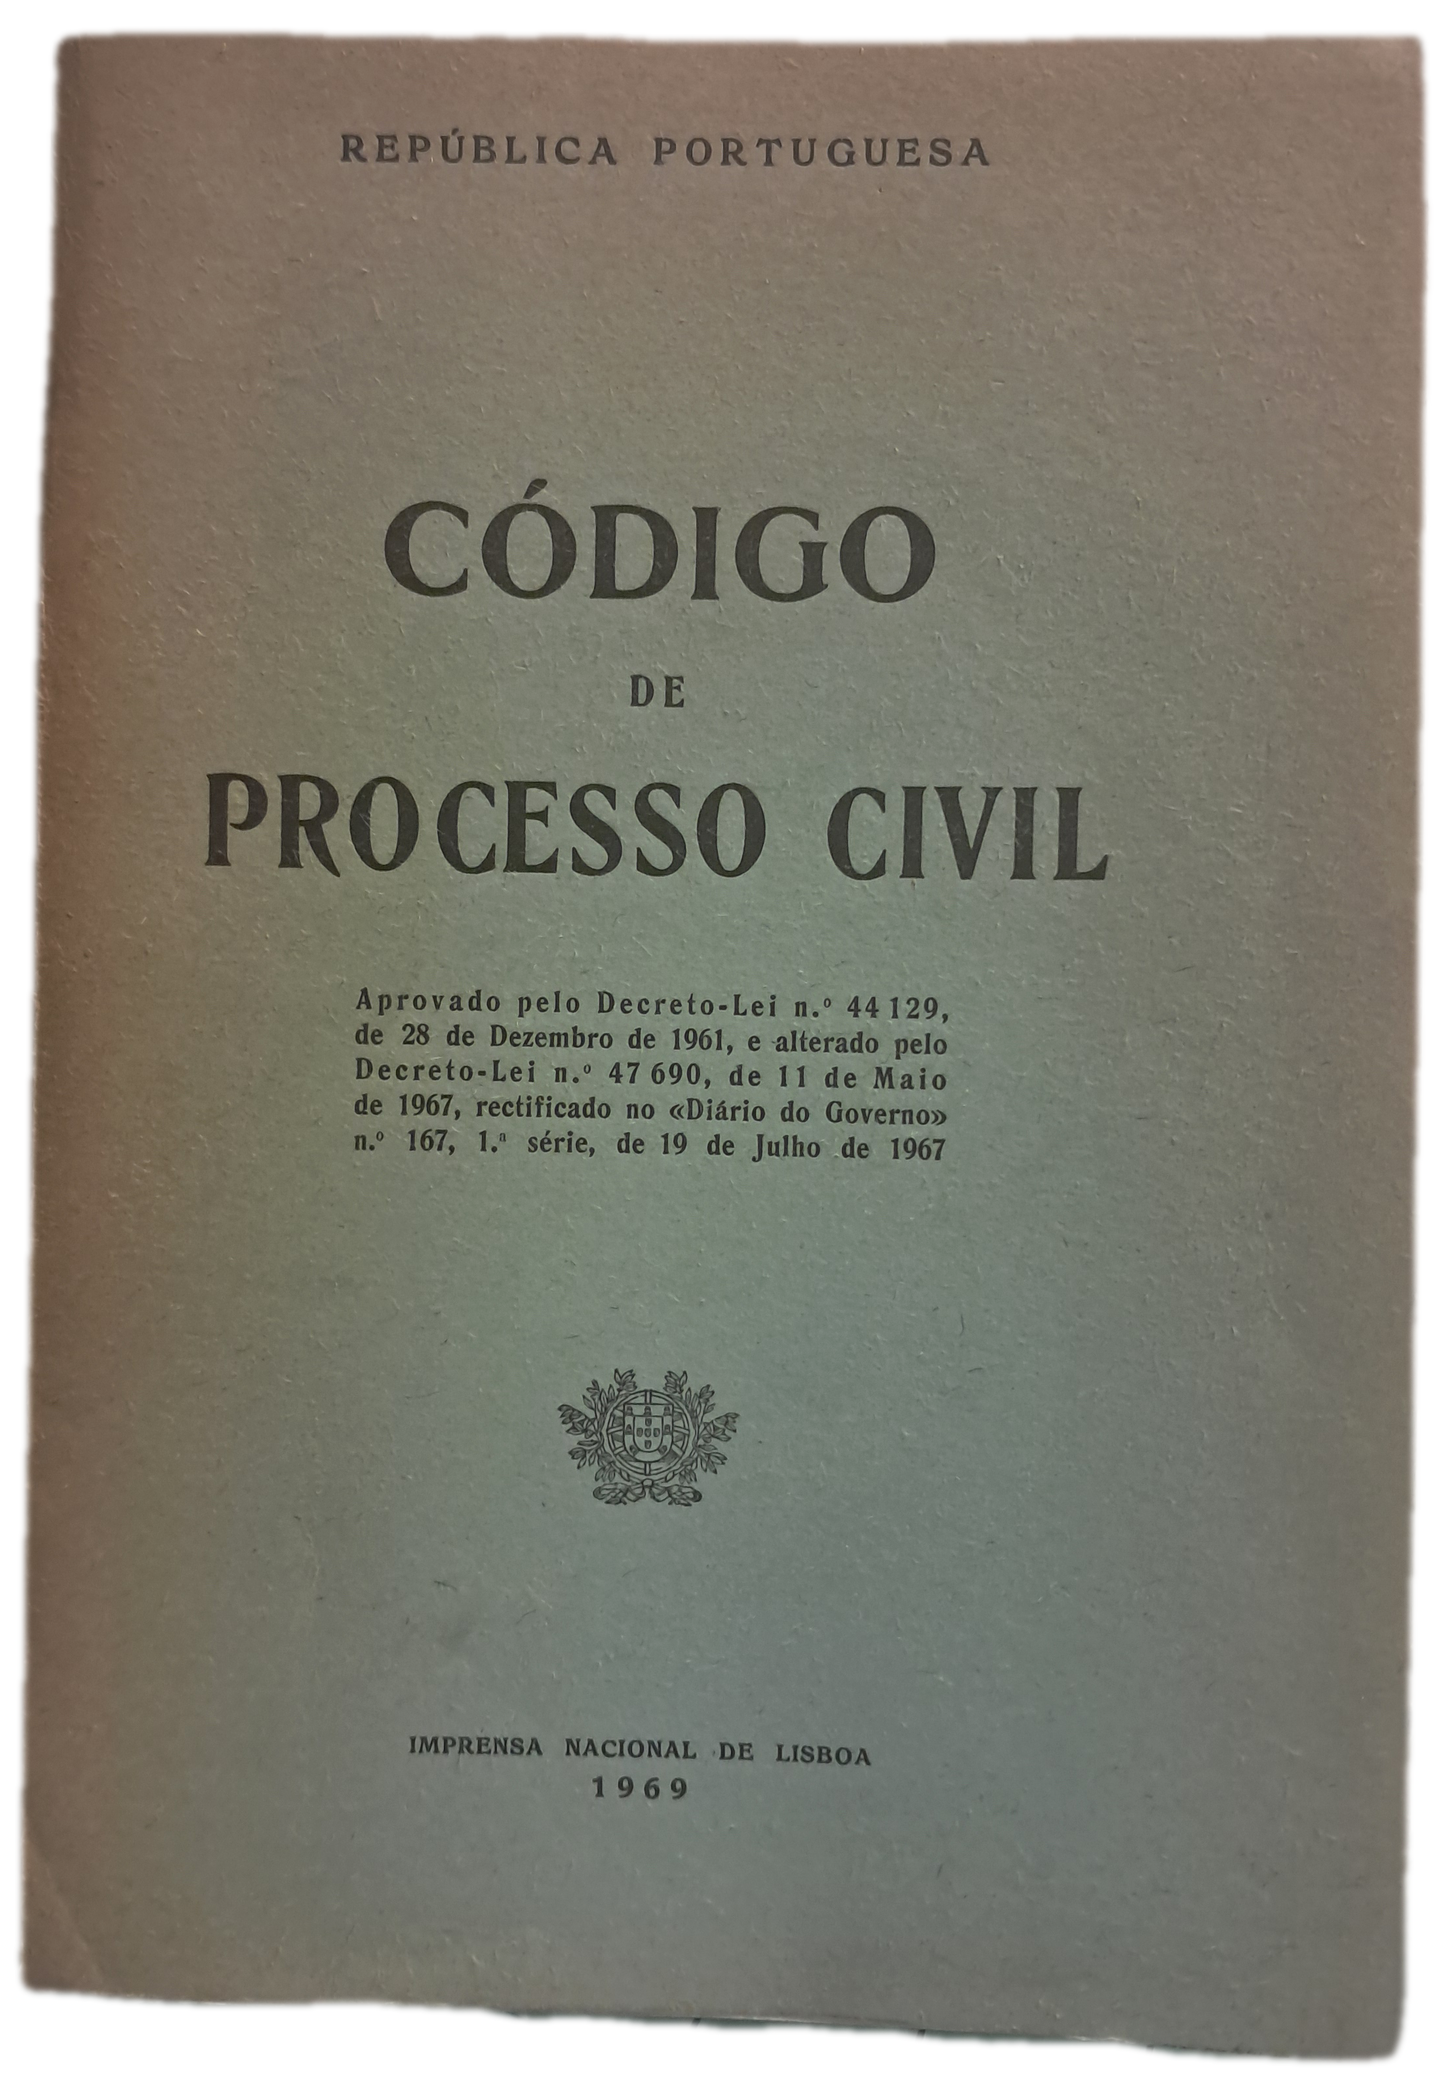 REPÚBLICA PORTUGUESA
CÓDIGO
DE
PROCESSO CIVIL
Aprovado pelo Decreto-Lei n.º 44 129,
de 28 de Dezembro de 1961, e alterado pelo
Decreto-Lei n.º 47 690, de 11 de Maio
de 1967, rectificado no «Diário do Governo»
n.º 167, 1.ª série, de 19 de Julho de 1967
IMPRENSA NACIONAL DE LISBOA
1969